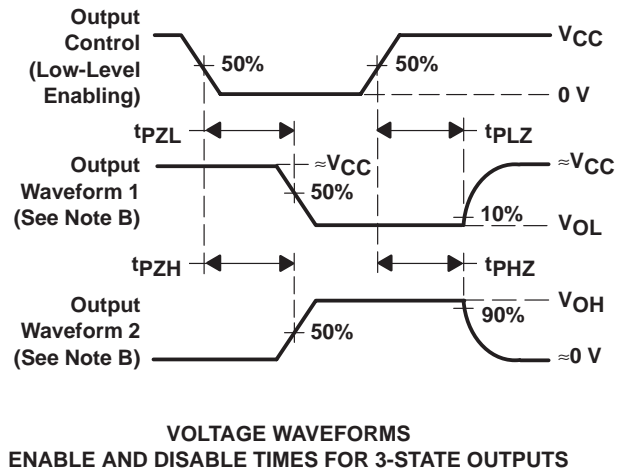 Output
Control
(Low-Level
Enabling)
50%
50%
VCC
0 V
tPZL
tPLZ
Output
Waveform 1
(See Note B)
≈VCC
50%
≈VCC
10%
VOL
tPZH
tPHZ
Output
Waveform 2
(See Note B)
50%
VOH
90%
≈0 V
VOLTAGE WAVEFORMS
ENABLE AND DISABLE TIMES FOR 3-STATE OUTPUTS